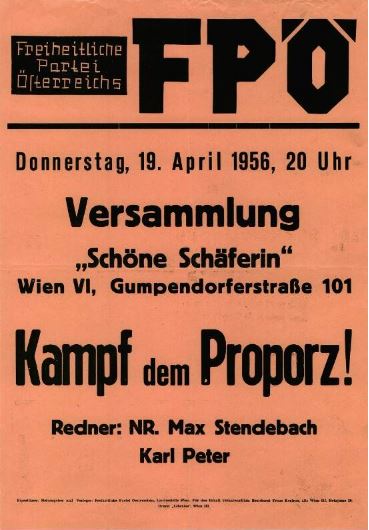 Freiheitliche
Partei
Österreichs
FPÖ
Donnerstag, 19. April 1956, 20 Uhr
Versammlung
„Schöne Schäferin“
Wien VI, Gumpendorferstraße 101
Kampf dem Proporz!
Redner: NR. Max Stendebach
Karl Peter